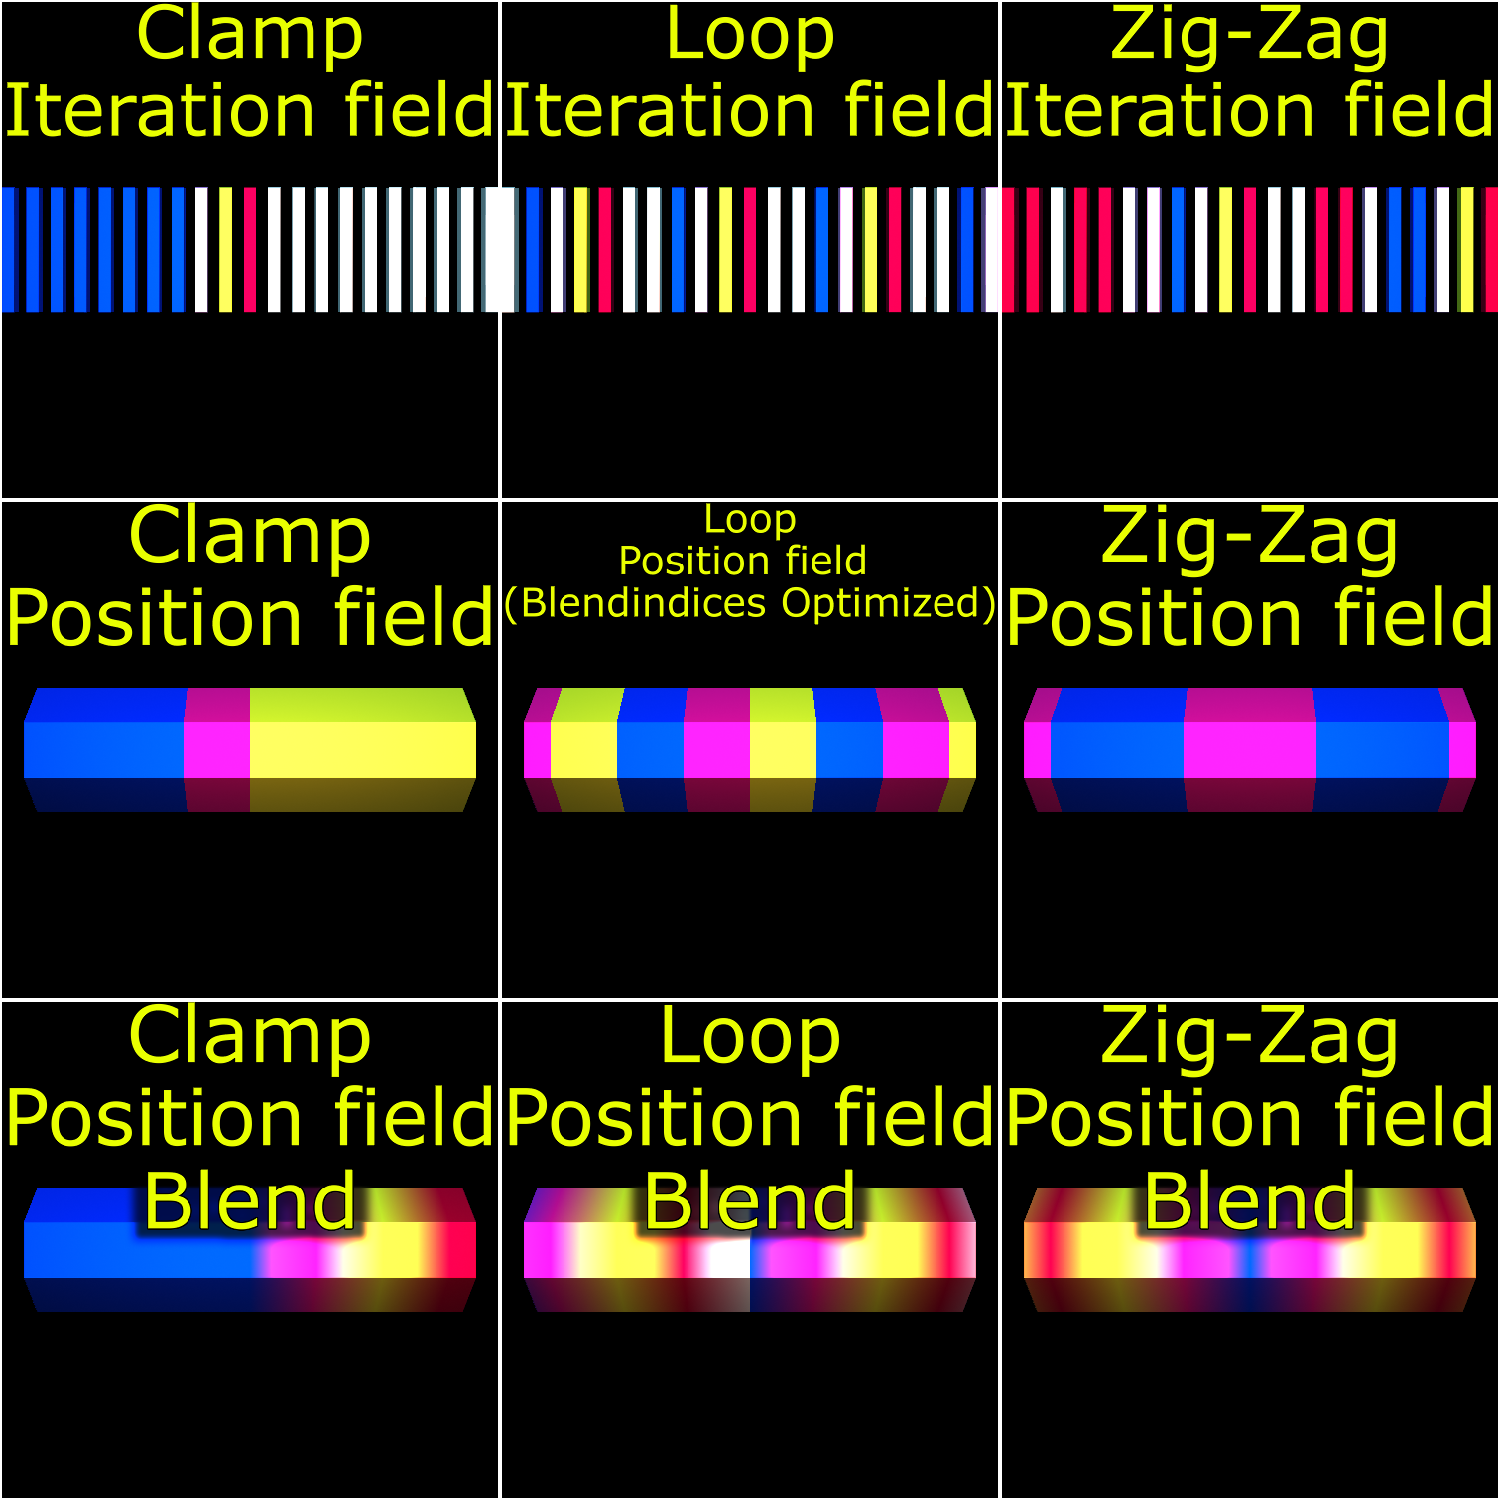 Clamp
Iteration field
Loop
Iteration field
Zig-Zag
Iteration field
Clamp
Position field
Loop
Position field
(Blendindices Optimized)
Zig-Zag
Position field
Clamp
Position field
Blend
Loop
Position field
Blend
Zig-Zag
Position field
Blend